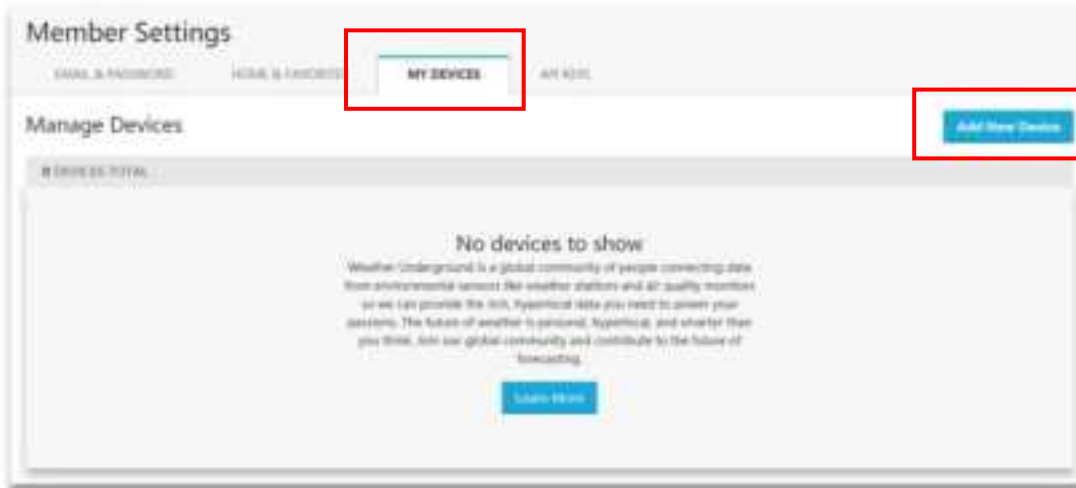 Member Settings
EMAIL & PASSWORD HOME & FAVORITES MY DEVICES API KEYS
Manage Devices
Add New Device
0 DEVICES TOTAL
No devices to show
Weather Underground is a global community of people connecting data
from environmental sensors like weather stations and air quality monitors
so we can provide the rich, hyperlocal data you need to power your
passions. The future of weather is personal, hyperlocal, and smarter than
you think. Join our global community and contribute to the future of
forecasting.
Learn More